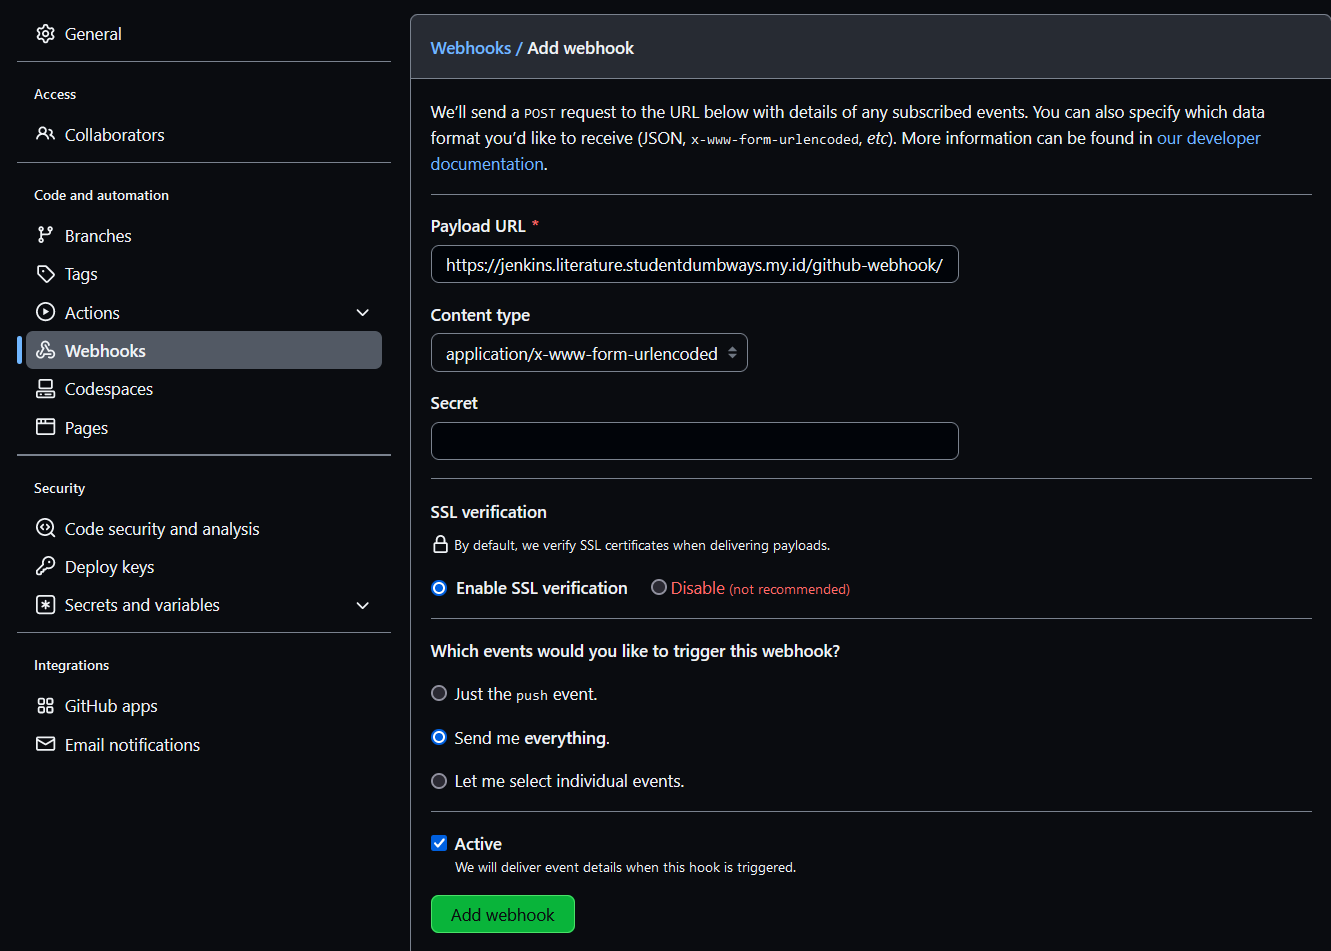 General
Access
Collaborators
Code and automation
Branches
Tags
Actions
Webhooks
Codespaces
Pages
Security
Code security and analysis
Deploy keys
Secrets and variables
Integrations
GitHub apps
Email notifications
Webhooks / Add webhook
We’ll send a POST request to the URL below with details of any subscribed events. You can also specify which data
format you’d like to receive (JSON, x-www-form-urlencoded, etc). More information can be found in our developer
documentation.
Payload URL *
https://jenkins.literature.studentdumbways.my.id/github-webhook/
Content type
application/x-www-form-urlencoded
Secret
SSL verification
By default, we verify SSL certificates when delivering payloads.
Enable SSL verification Disable (not recommended)
Which events would you like to trigger this webhook?
Just the push event.
Send me everything.
Let me select individual events.
Active
We will deliver event details when this hook is triggered.
Add webhook